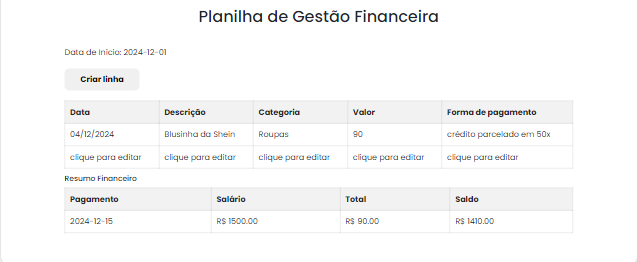 Planilha de Gestão Financeira
Data de Inicio: 2024-12-01
Criar linha
Data Descrição Categoria Valor Forma de pagamento
04/12/2024 Blusinha da Shein Roupas 90 crédito parcelado em 50x
clique para editar clique para editar clique para editar clique para editar clique para editar
Resumo Financeiro
Pagamento Salário Total Saldo
2024-12-15 R$ 1500.00 R$ 90.00 R$ 1410.00